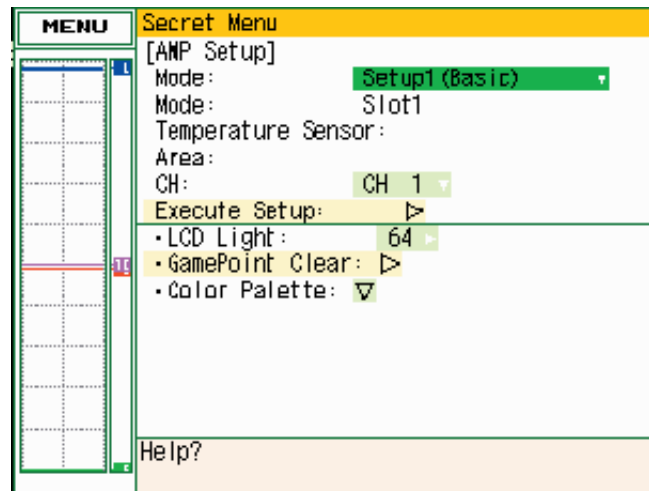 MENU
Secret Menu
[AMP Setup]
Mode: Setup1(Basic)
Mode: Slot1
Temperature Sensor:
Area:
CH: CH 1
Execute Setup:
•LCD Light: 64
•GamePoint Clear:
•Color Palette:
Help?